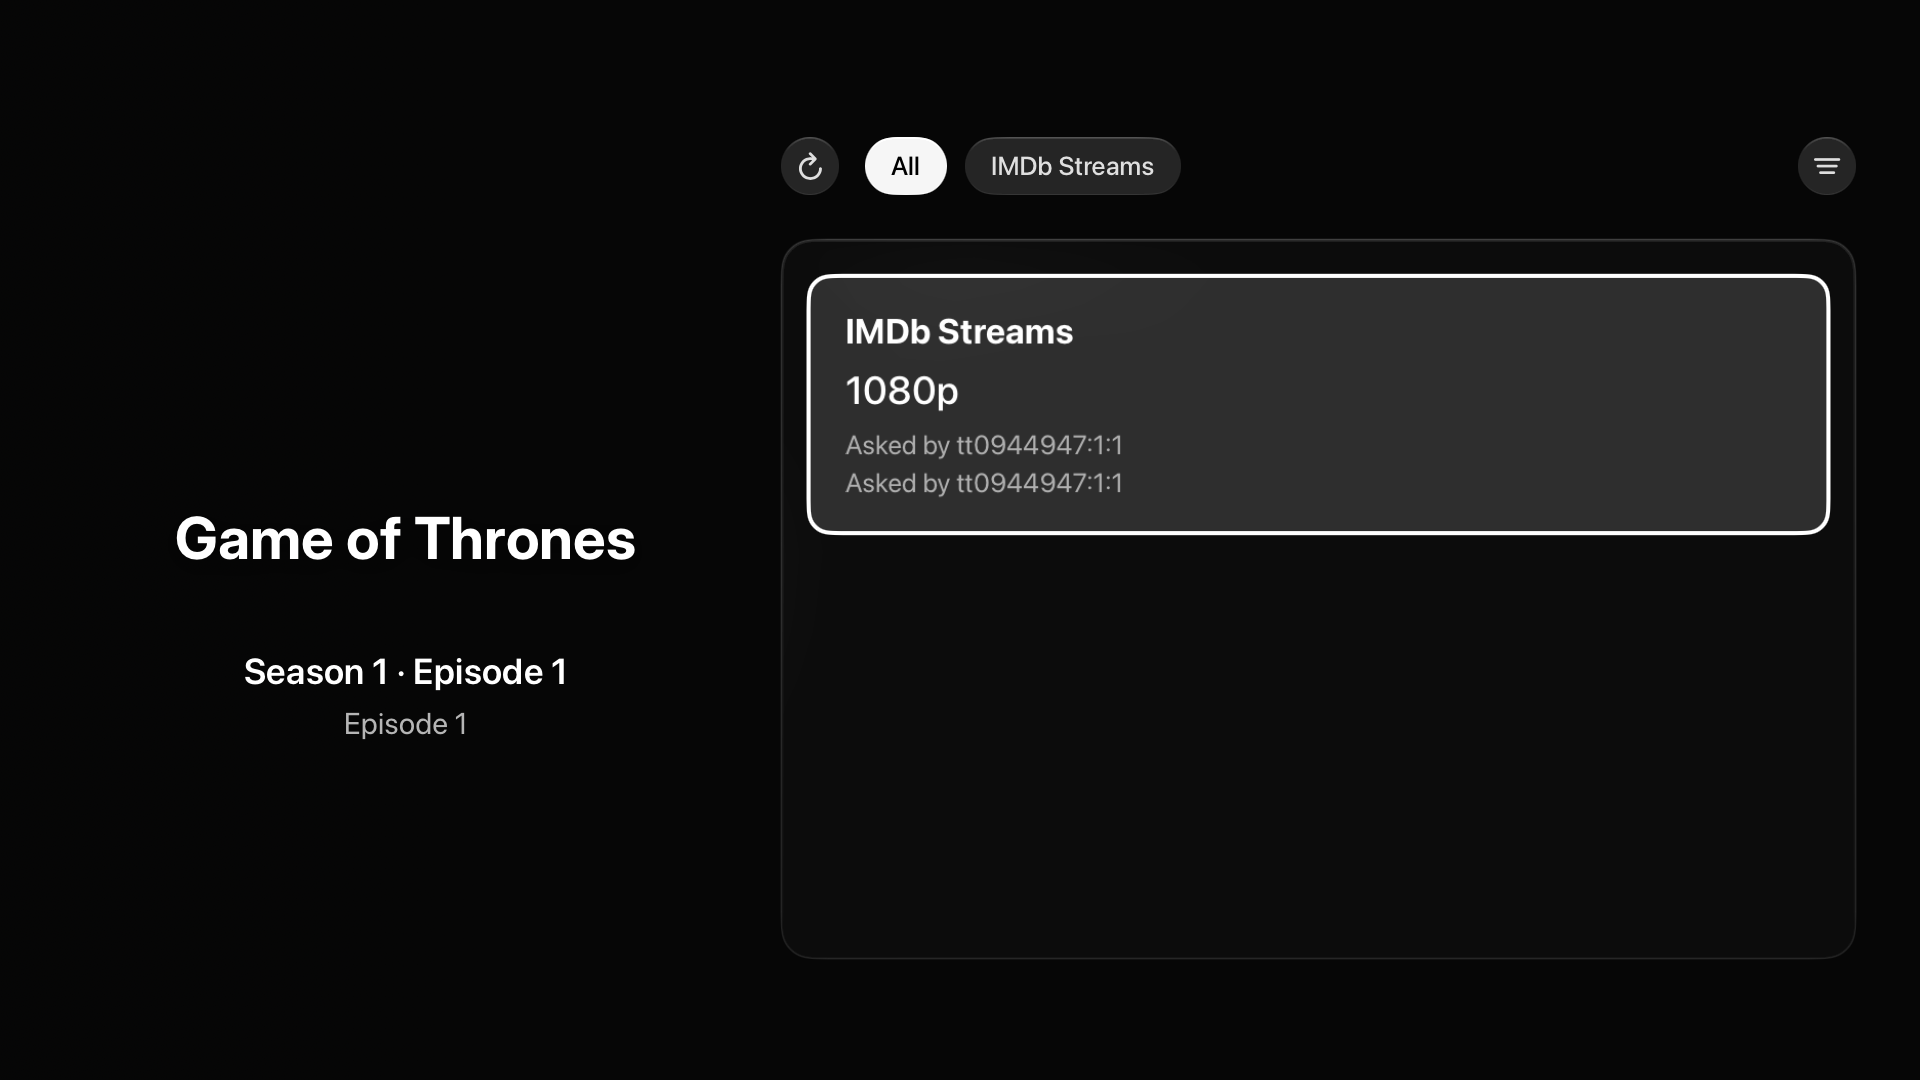 Game of Thrones
Season 1 · Episode 1
Episode 1
All
IMDb Streams
IMDb Streams
1080p
Asked by tt0944947:1:1
Asked by tt0944947:1:1